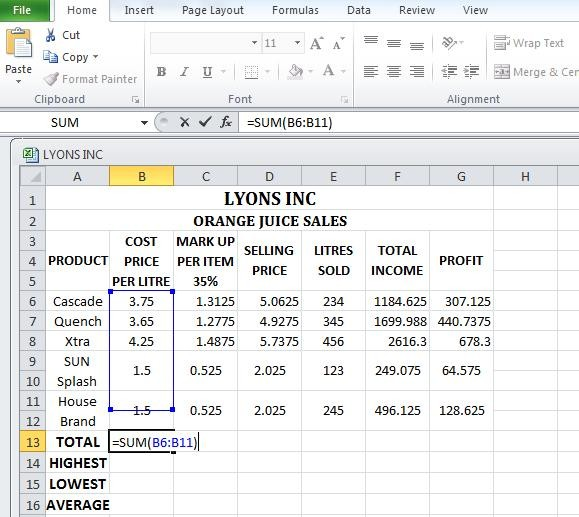 File Home Insert Page Layout Formulas Data Review View
Cut
Copy
Format Painter
Paste
11 A A
B I U A
Wrap Text
Merge & Cer
Clipboard Font Alignment
SUM fx =SUM(B6:B11)
LYONS INC
A B C D E F G H
1 LYONS INC
2 ORANGE JUICE SALES
3 COST MARK UP
4 PRODUCT PRICE PER ITEM SELLING LITRES TOTAL PROFIT
PRICE SOLD INCOME
5 PER LITRE 35%
6 Cascade 3.75 1.3125 5.0625 234 1184.625 307.125
7 Quench 3.65 1.2775 4.9275 345 1699.988 440.7375
8 Xtra 4.25 1.4875 5.7375 456 2616.3 678.3
9 SUN
1.5 0.525 2.025 123 249.075 64.575
10 Splash
11 House
1.5 0.525 2.025 245 496.125 128.625
12 Brand
13 TOTAL =SUM(B6:B11)
14 HIGHEST
15 LOWEST
16 AVERAGE